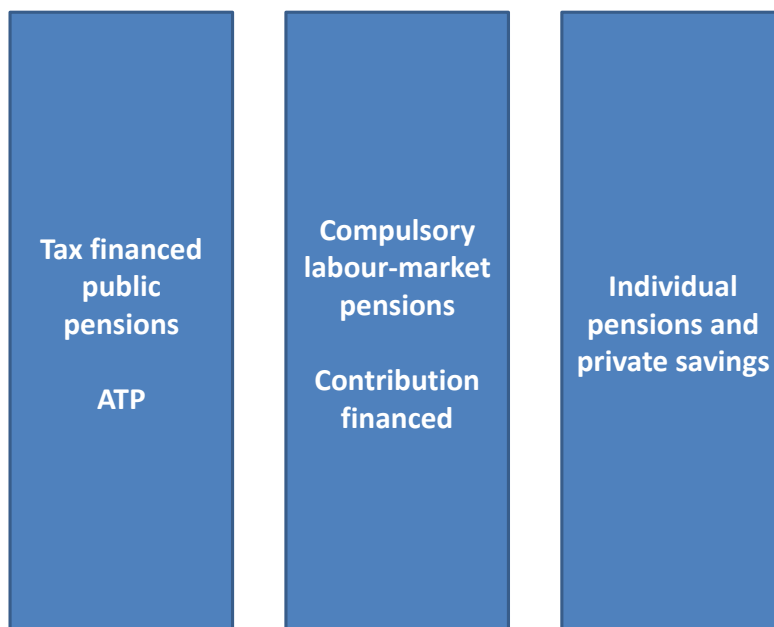 Tax financed
public
pensions
ATP
Compulsory
labour-market
pensions
Contribution
financed
Individual
pensions and
private savings